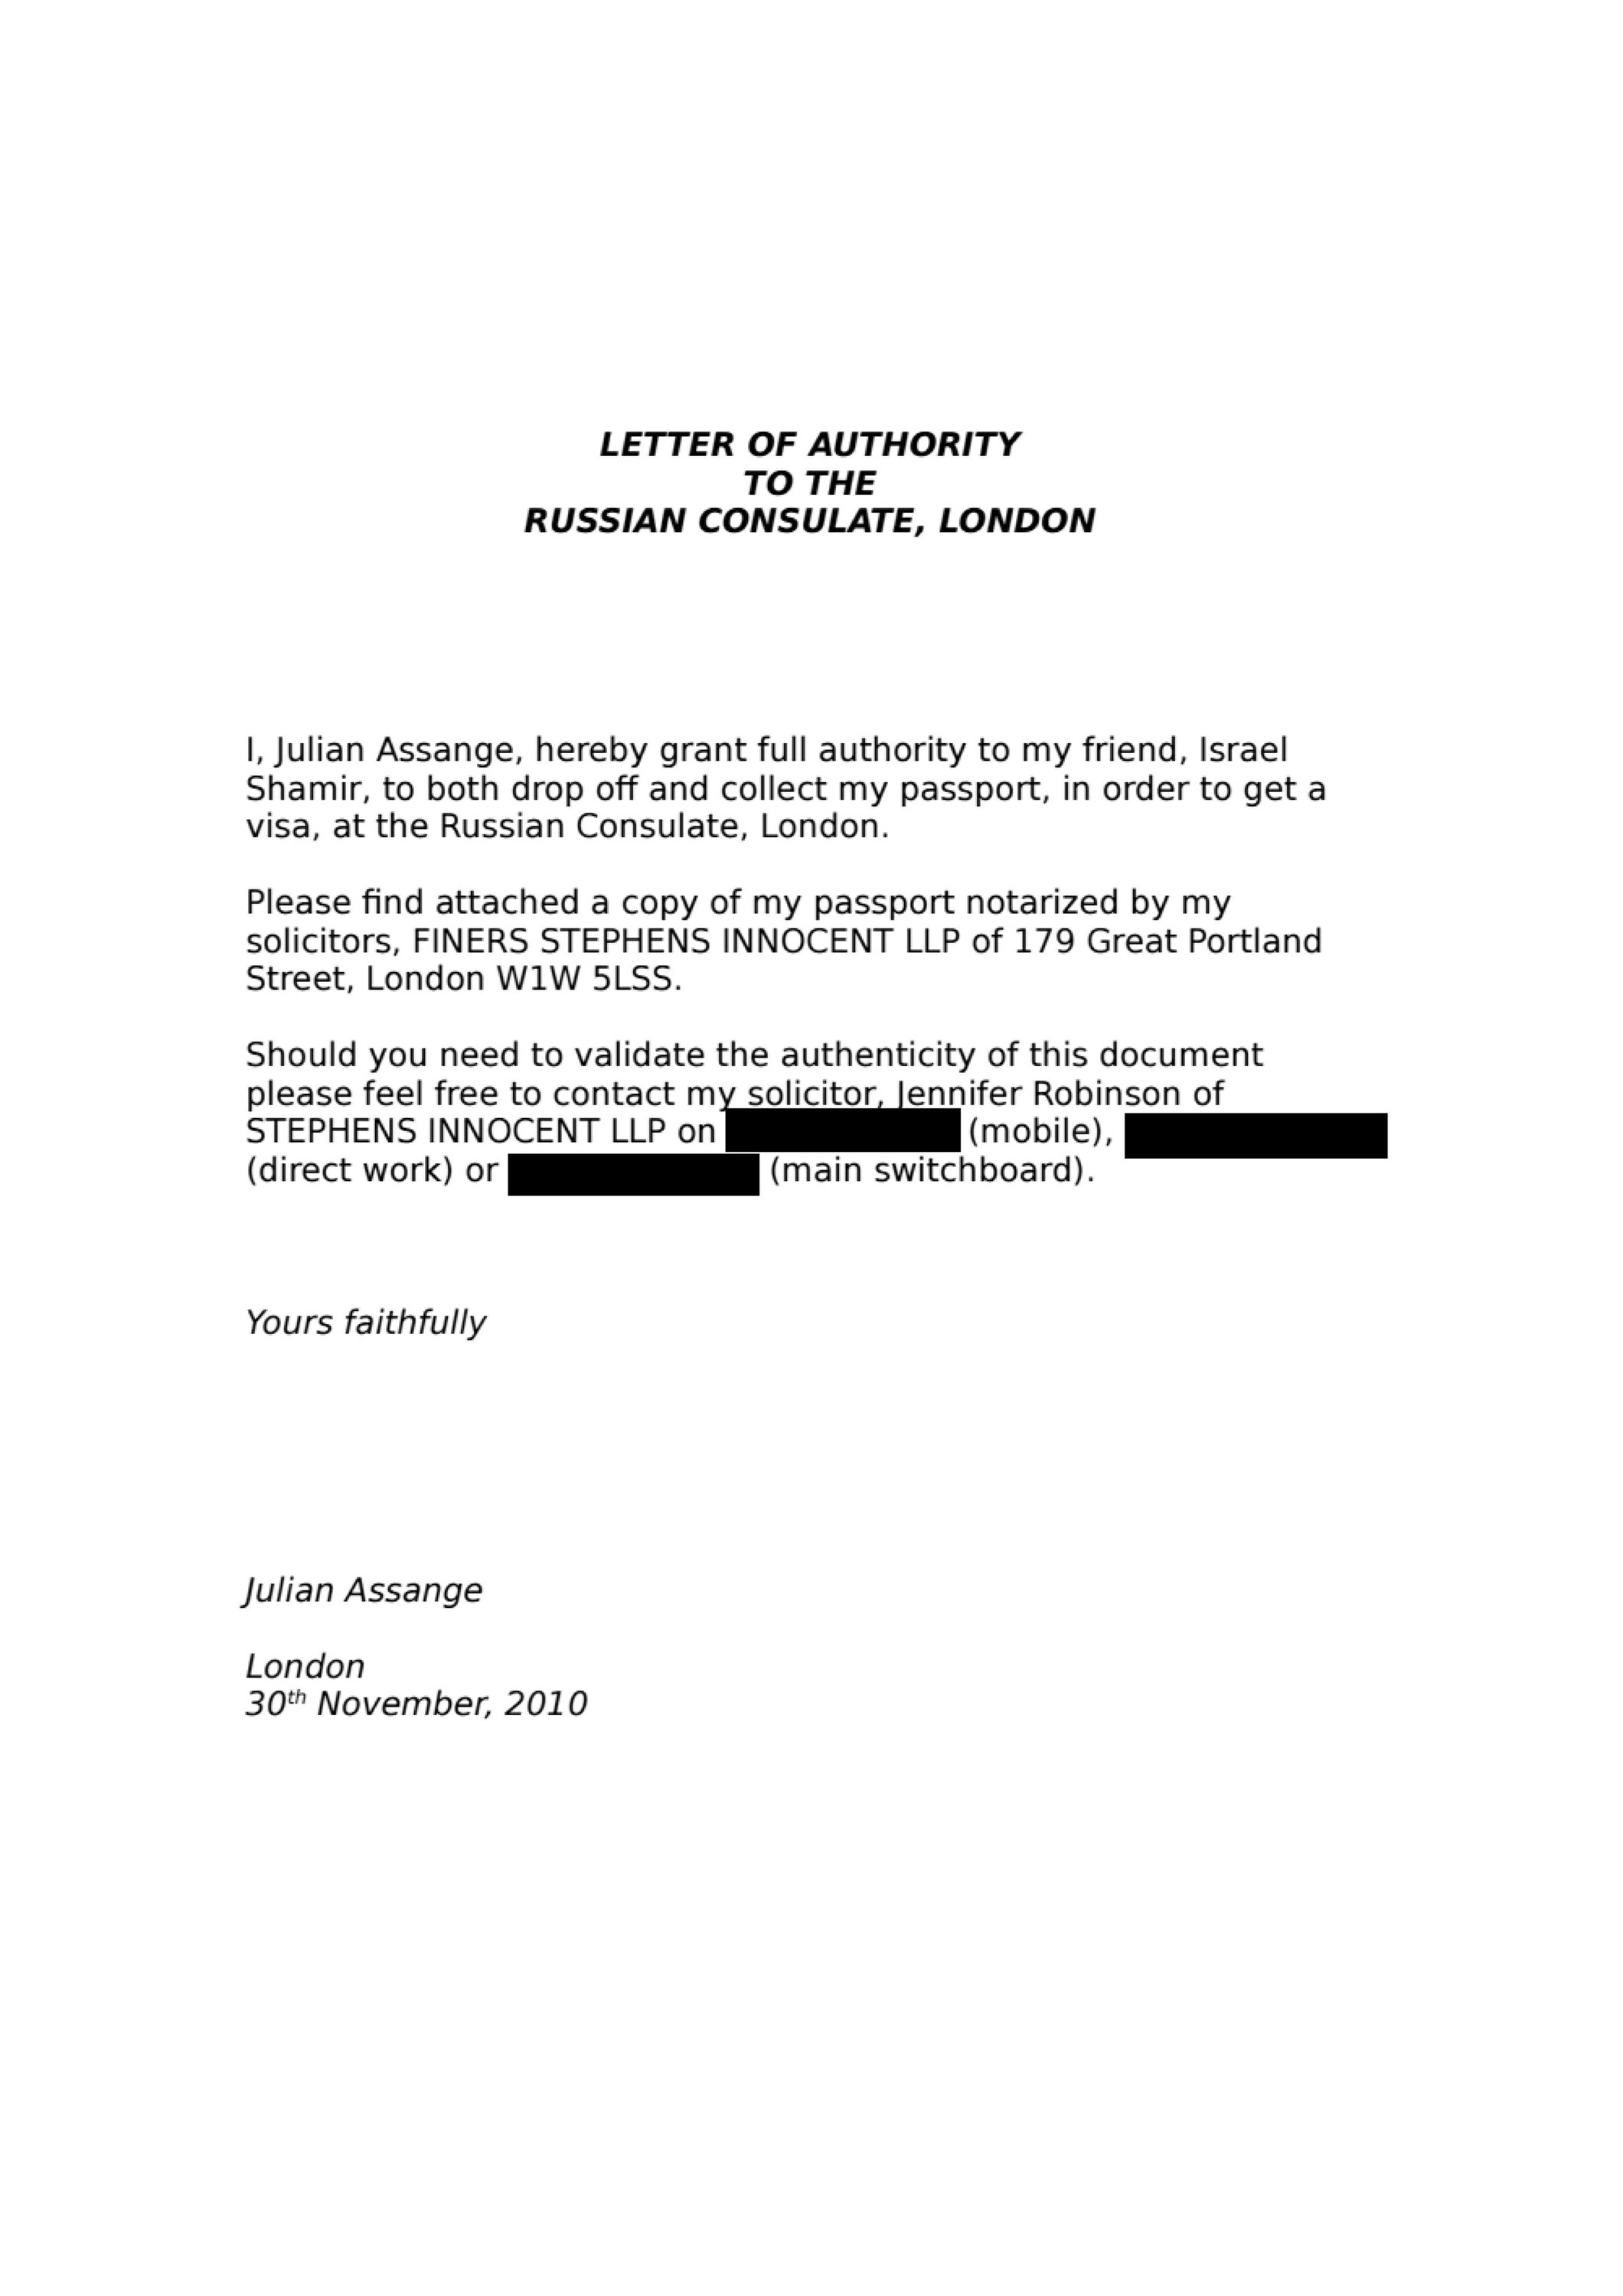 LETTER OF AUTHORITY
TO THE
RUSSIAN CONSULATE, LONDON
I, Julian Assange, hereby grant full authority to my friend, Israel
Shamir, to both drop off and collect my passport, in order to get a
visa, at the Russian Consulate, London.
Please find attached a copy of my passport notarized by my
solicitors, FINERS STEPHENS INNOCENT LLP of 179 Great Portland
Street, London W1W 5LSS.
Should you need to validate the authenticity of this document
please feel free to contact my solicitor, Jennifer Robinson of
STEPHENS INNOCENT LLP on (mobile),
(direct work) or (main switchboard).
Yours faithfully
Julian Assange
London
30th November, 2010